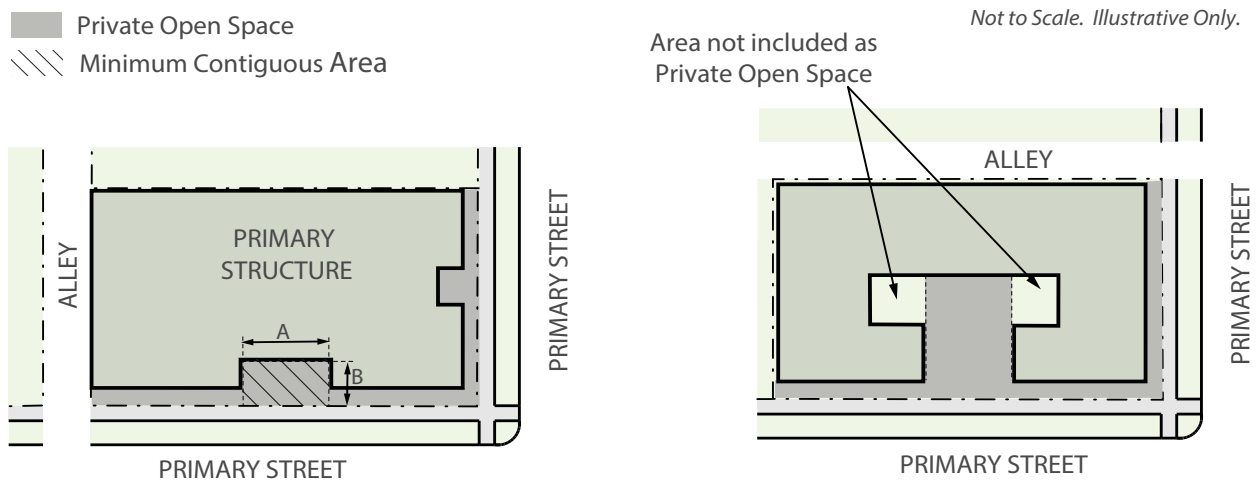 Private Open Space
Minimum Contiguous Area
Not to Scale. Illustrative Only.
Area not included as
Private Open Space
ALLEY
PRIMARY
STRUCTURE
A
B
PRIMARY STREET
PRIMARY STREET
ALLEY
PRIMARY STREET
PRIMARY STREET